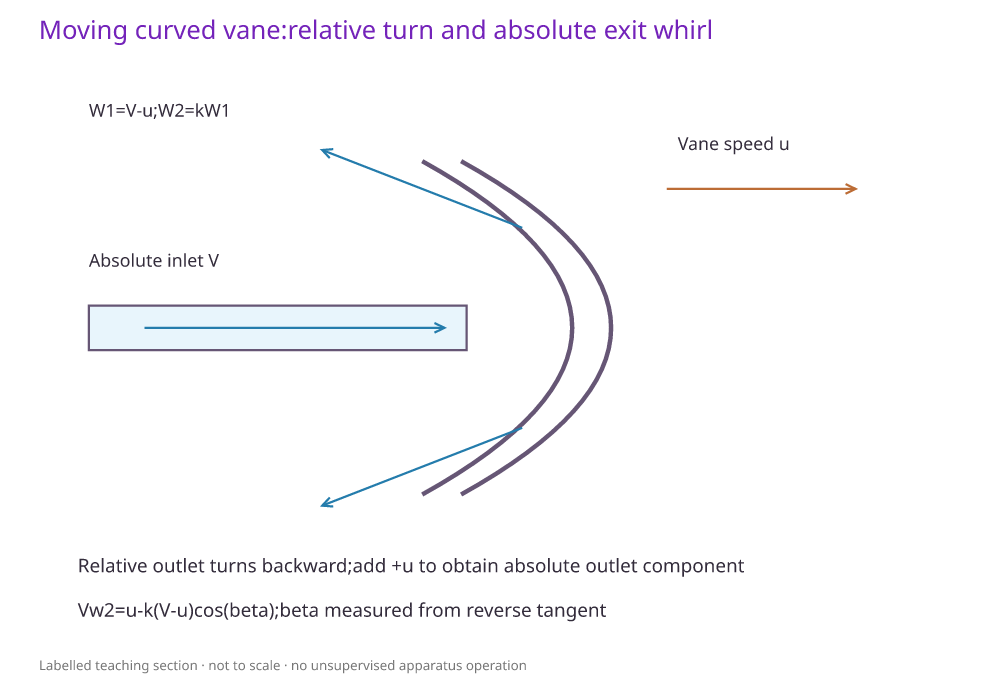 Moving curved vane:relative turn and absolute exit whirl
W1=V-u;W2=kW1
Vane speed u
Absolute inlet V
Relative outlet turns backward;add +u to obtain absolute outlet component
Vw2=u-k(V-u)cos(beta);beta measured from reverse tangent
Labelled teaching section · not to scale · no unsupervised apparatus operation